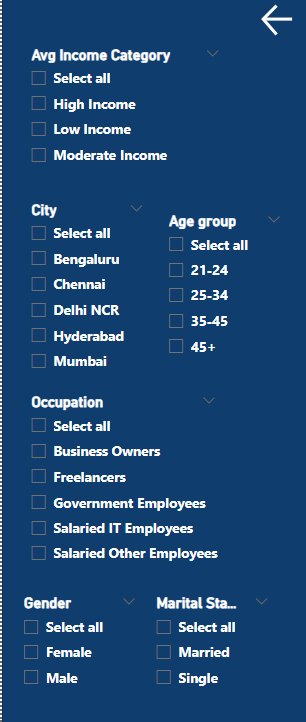 Avg Income Category
Select all
High Income
Low Income
Moderate Income
City
Select all
Bengaluru
Chennai
Delhi NCR
Hyderabad
Mumbai
Age group
Select all
21-24
25-34
35-45
45+
Occupation
Select all
Business Owners
Freelancers
Government Employees
Salaried IT Employees
Salaried Other Employees
Gender
Select all
Female
Male
Marital Sta...
Select all
Married
Single